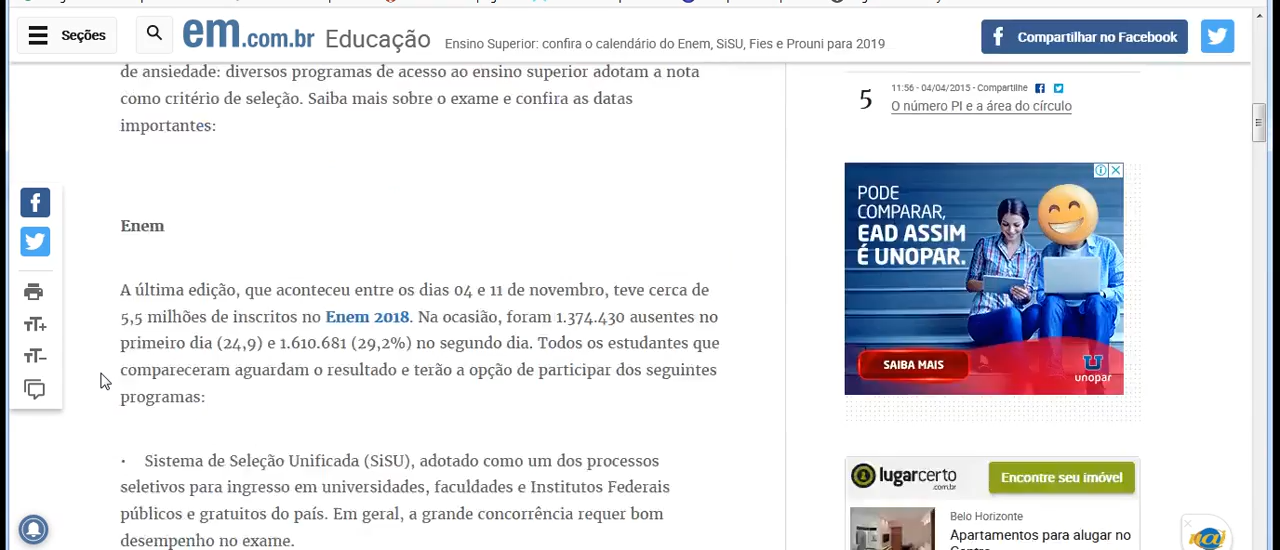 Seções
em.com.br Educação
Ensino Superior: confira o calendário do Enem, SiSU, Fies e Prouni para 2019
Compartilhar no Facebook
de ansiedade: diversos programas de acesso ao ensino superior adotam a nota
como critério de seleção. Saiba mais sobre o exame e confira as datas
importantes:
Enem
A última edição, que aconteceu entre os dias 04 e 11 de novembro, teve cerca de
5,5 milhões de inscritos no Enem 2018. Na ocasião, foram 1.374.430 ausentes no
primeiro dia (24,9) e 1.610.681 (29,2%) no segundo dia. Todos os estudantes que
compareceram aguardam o resultado e terão a opção de participar dos seguintes
programas:
• Sistema de Seleção Unificada (SiSU), adotado como um dos processos
seletivos para ingresso em universidades, faculdades e Institutos Federais
públicos e gratuitos do país. Em geral, a grande concorrência requer bom
desempenho no exame.
TT+
TT-
5
11:56 - 04/04/2015 - Compartilhe
O número PI e a área do círculo
PODE
COMPARAR,
EAD ASSIM
É UNOPAR.
SAIBA MAIS
unopar
lugarcerto
.com.br
Encontre seu imóvel
Belo Horizonte
Apartamentos para alugar no
na!